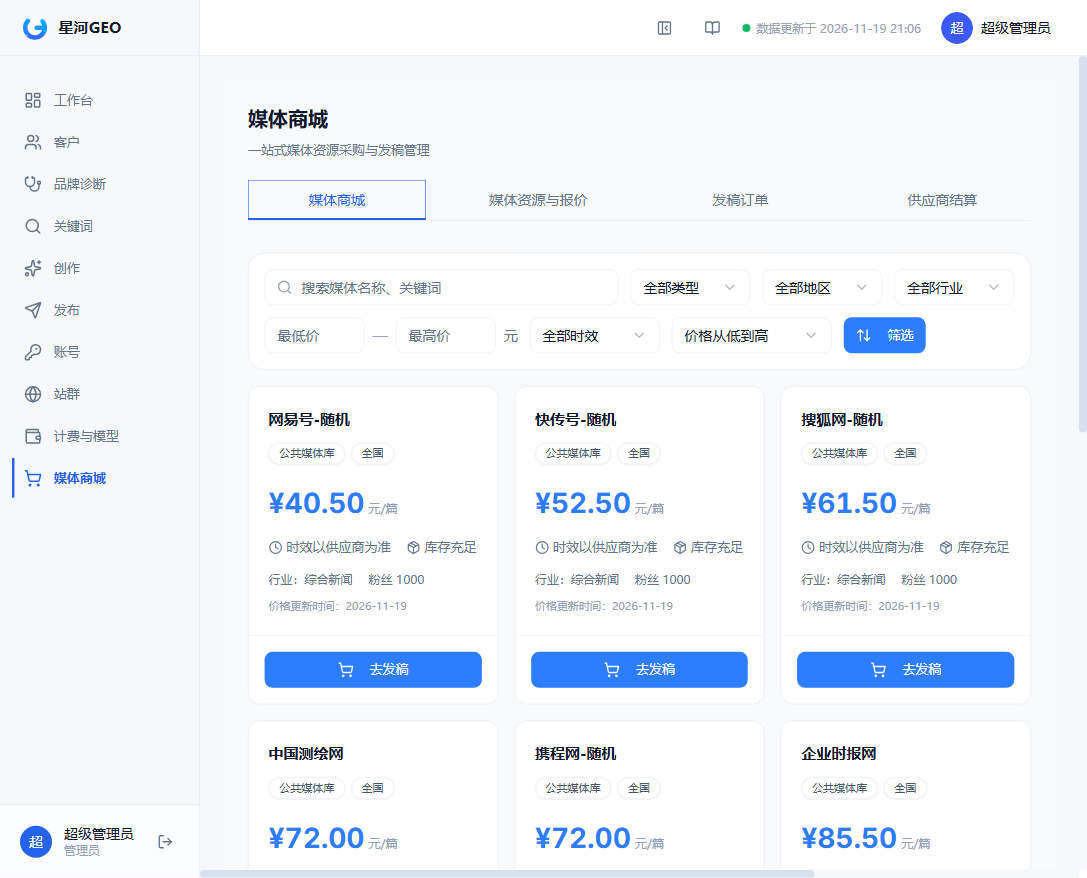 星河GEO
数据更新于 2026-11-19 21:06
超 超级管理员
工作台
客户
品牌诊断
关键词
创作
发布
账号
站群
计费与模型
媒体商城
超
超级管理员
管理员
媒体商城
一站式媒体资源采购与发稿管理
媒体商城 媒体资源与报价 发稿订单 供应商结算
搜索媒体名称、关键词 全部类型 全部地区 全部行业
最低价 — 最高价 元 全部时效 价格从低到高 筛选
网易号-随机
公共媒体库 全国
¥40.50 元/篇
时效以供应商为准 库存充足
行业：综合新闻 粉丝 1000
价格更新时间：2026-11-19
去发稿
快传号-随机
公共媒体库 全国
¥52.50 元/篇
时效以供应商为准 库存充足
行业：综合新闻 粉丝 1000
价格更新时间：2026-11-19
去发稿
搜狐网-随机
公共媒体库 全国
¥61.50 元/篇
时效以供应商为准 库存充足
行业：综合新闻 粉丝 1000
价格更新时间：2026-11-19
去发稿
中国测绘网
公共媒体库 全国
¥72.00 元/篇
携程网-随机
公共媒体库 全国
¥72.00 元/篇
企业时报网
公共媒体库 全国
¥85.50 元/篇